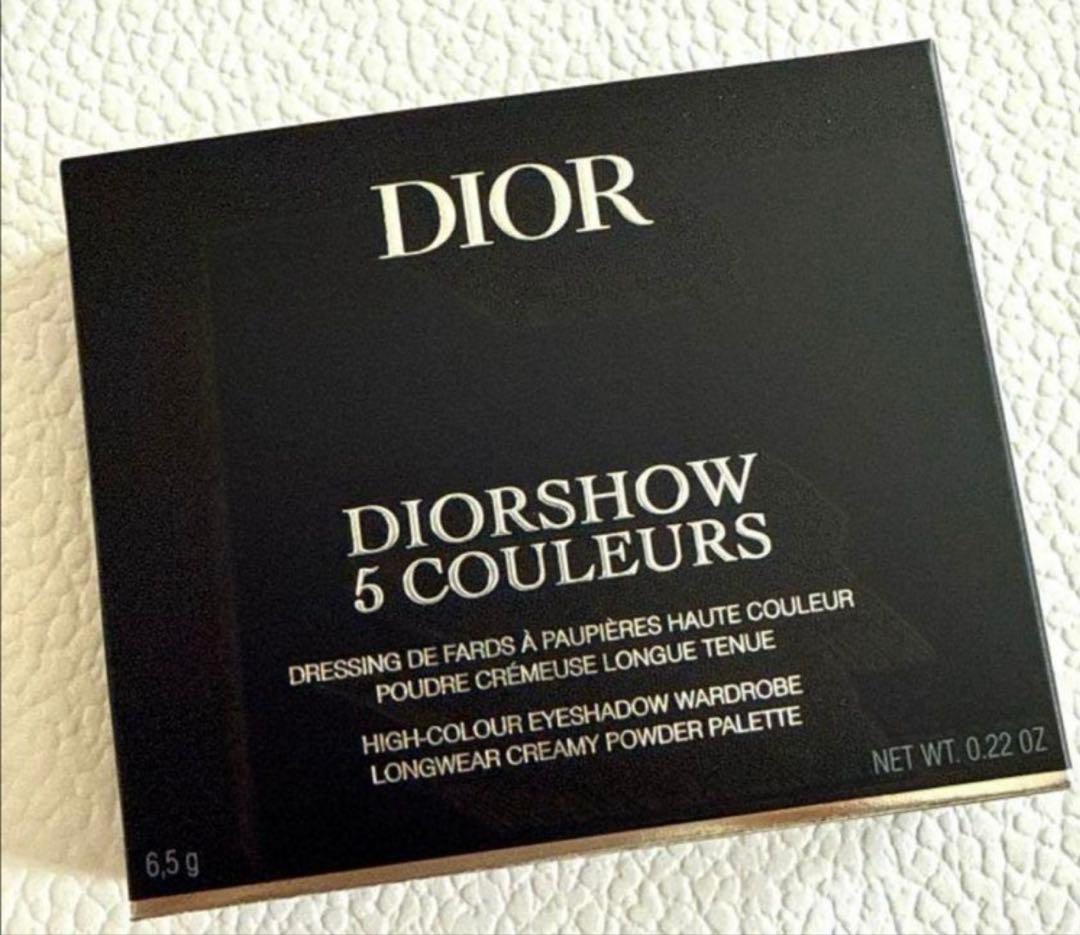 DIOR
DIORSHOW
5 COULEURS
DRESSING DE FARDS À PAUPIÈRES HAUTE COULEUR
POUDRE CRÉMEUSE LONGUE TENUE
HIGH-COLOUR EYESHADOW WARDROBE
LONGWEAR CREAMY POWDER PALETTE
NET WT. 0.22 OZ
6,5 g